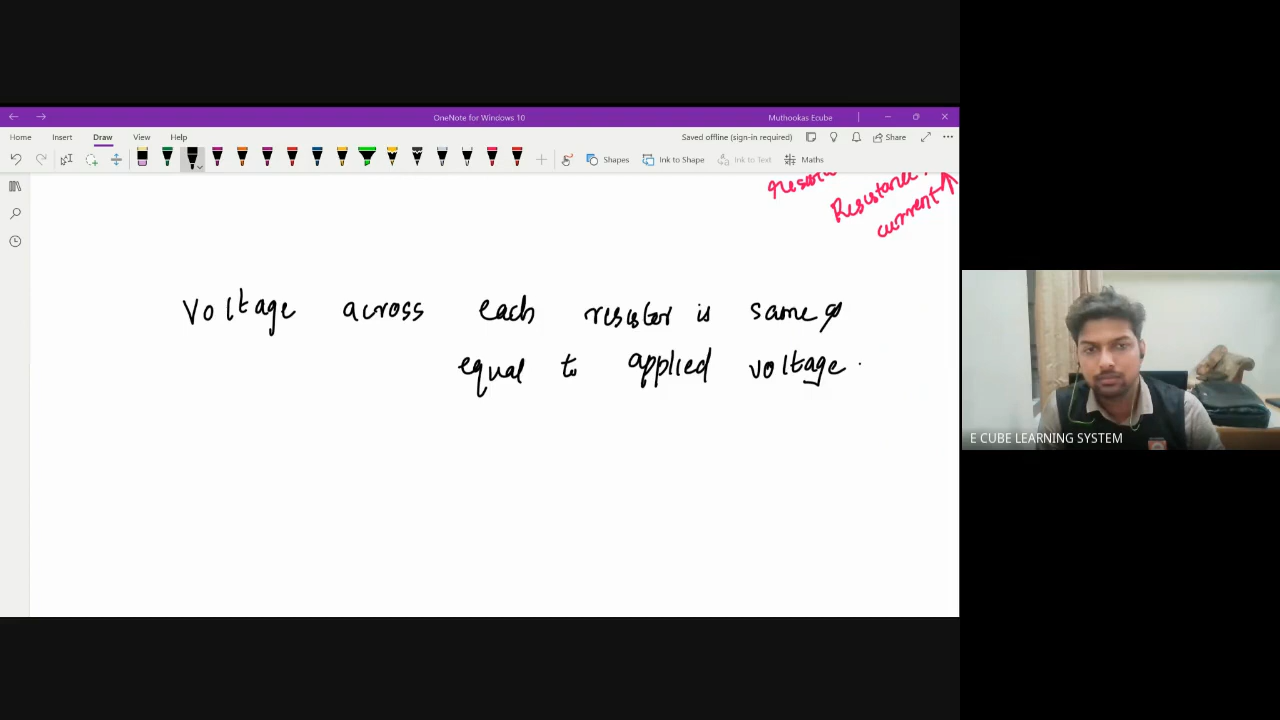 OneNote for Windows 10
Muthookas Ecube
Home Insert Draw View Help
Saved offline (sign-in required)
Share
Shapes
Ink to Shape
Ink to Text
Maths
Resistance
current
Voltage across each resistor is same &
equal to applied voltage.
E CUBE LEARNING SYSTEM